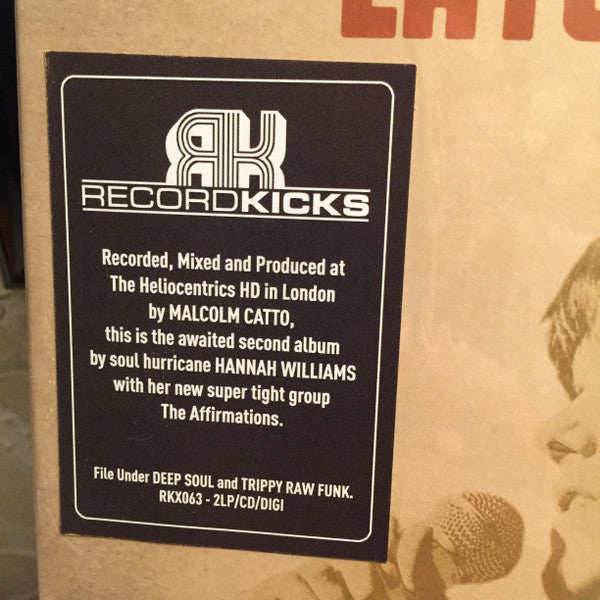 RK
RECORDKICKS
Recorded, Mixed and Produced at
The Heliocentrics HD in London
by MALCOLM CATTO,
this is the awaited second album
by soul hurricane HANNAH WILLIAMS
with her new super tight group
The Affirmations.
File Under DEEP SOUL and TRIPPY RAW FUNK.
RKX063 - 2LP/CD/DIGI